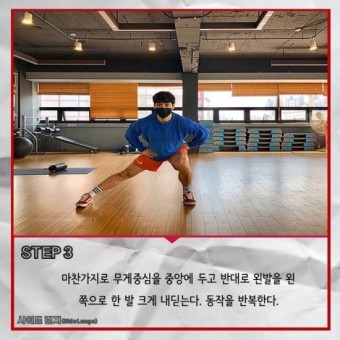 STEP 3
마찬가지로 무게중심을 중앙에 두고 반대로 왼발을 왼
쪽으로 한 발 크게 내딛는다. 동작을 반복한다.
사이드 런지(Side Lunge)